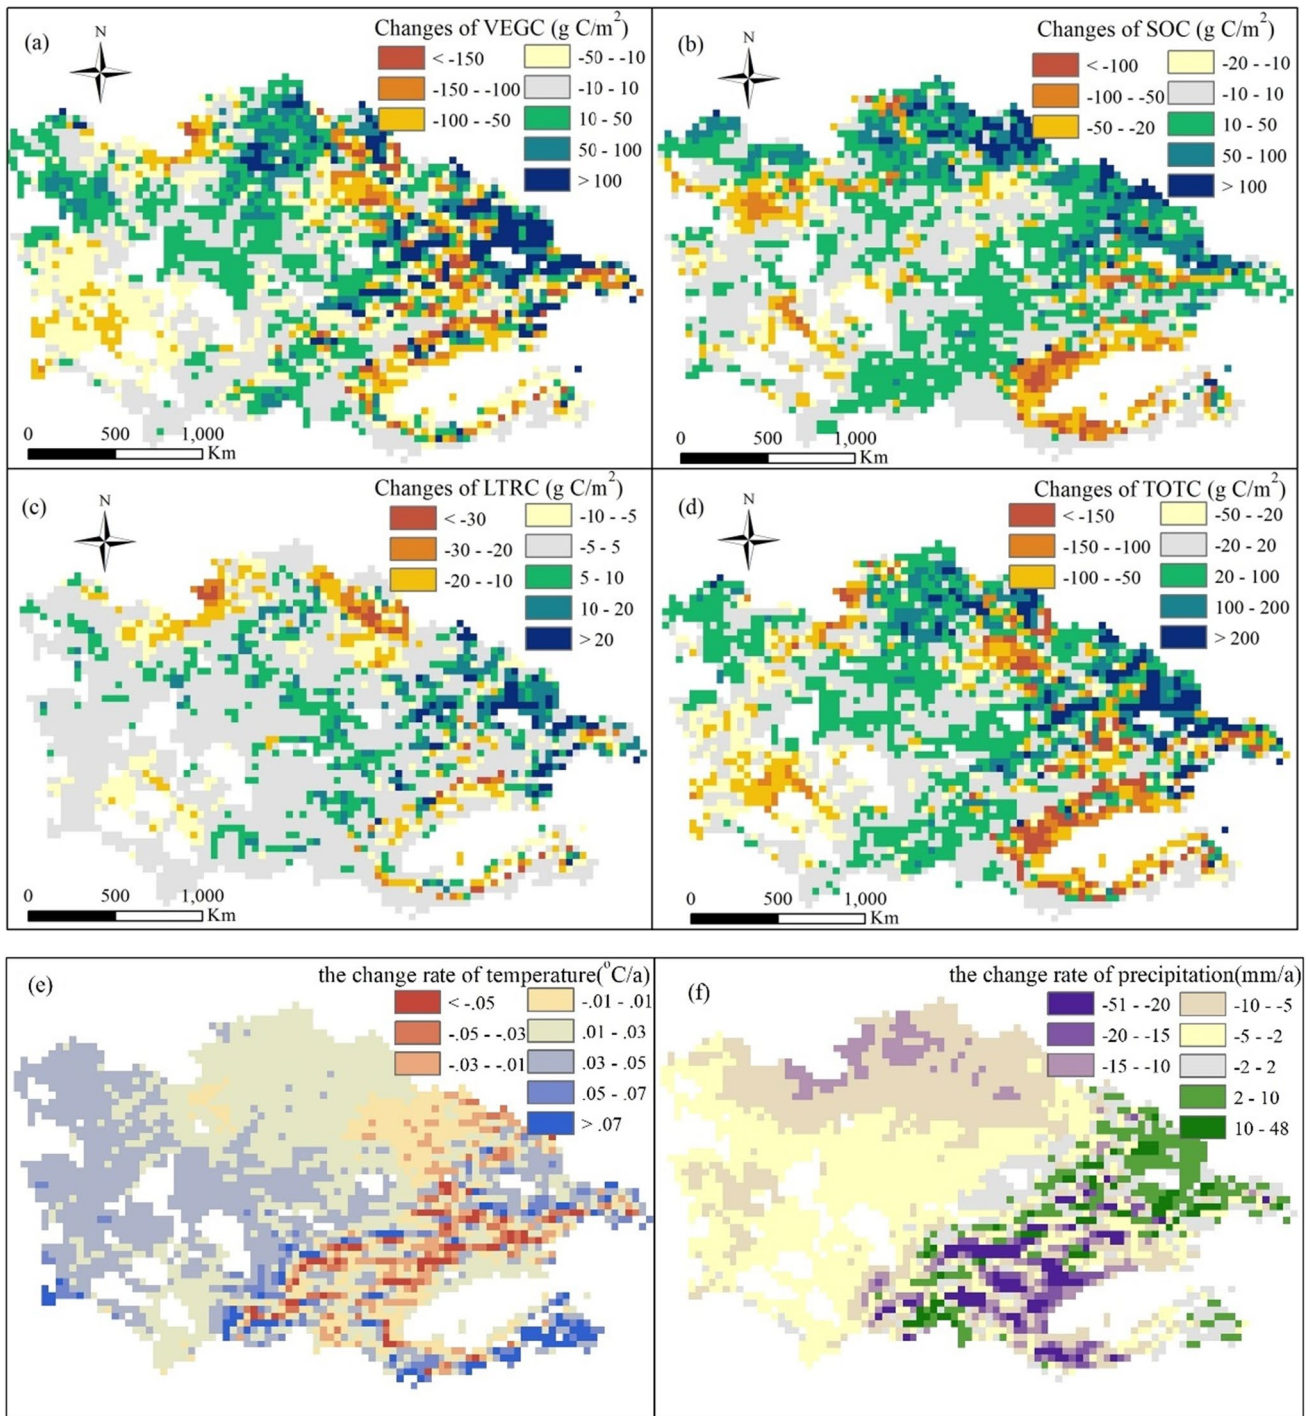 (a)
N
Changes of VEGC (g C/m²)
< -150
-150 - -100
-100 - -50
-50 - -10
-10 - 10
10 - 50
50 - 100
> 100
0 500 1,000
Km
(b)
N
Changes of SOC (g C/m²)
< -100
-100 - -50
-50 - -20
-20 - -10
-10 - 10
10 - 50
50 - 100
> 100
0 500 1,000
Km
(c)
N
Changes of LTRC (g C/m²)
< -30
-30 - -20
-20 - -10
-10 - -5
-5 - 5
5 - 10
10 - 20
> 20
0 500 1,000
Km
(d)
N
Changes of TOTC (g C/m²)
< -150
-150 - -100
-100 - -50
-50 - -20
-20 - 20
20 - 100
100 - 200
> 200
0 500 1,000
Km
(e)
the change rate of temperature(°C/a)
< -.05
-.05 - -.03
-.03 - -.01
-.01 - .01
.01 - .03
.03 - .05
.05 - .07
> .07
(f)
the change rate of precipitation(mm/a)
-51 - -20
-20 - -15
-15 - -10
-10 - -5
-5 - -2
-2 - 2
2 - 10
10 - 48